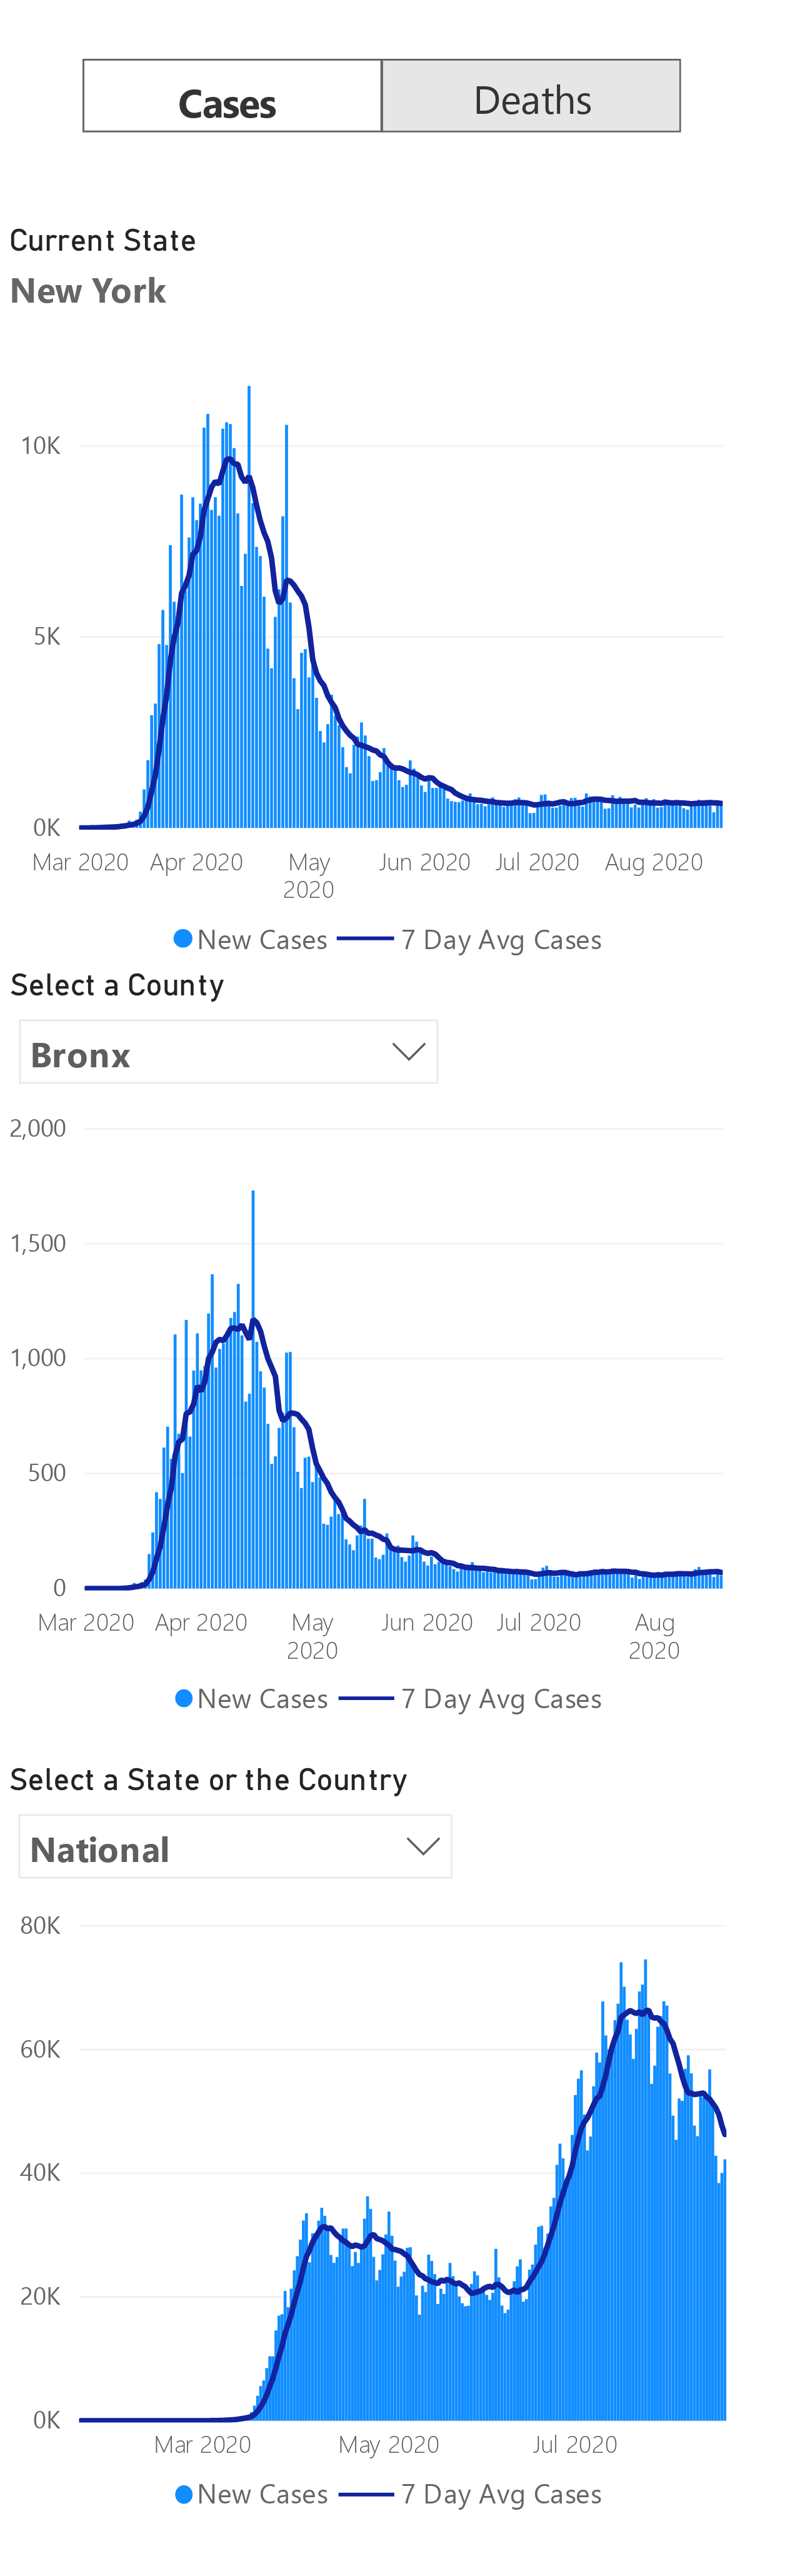 Cases Deaths
Current State
New York
10K
5K
0K
Mar 2020 Apr 2020 May 2020 Jun 2020 Jul 2020 Aug 2020
New Cases 7 Day Avg Cases
Select a County
Bronx
2,000
1,500
1,000
500
0
Mar 2020 Apr 2020 May 2020 Jun 2020 Jul 2020 Aug 2020
New Cases 7 Day Avg Cases
Select a State or the Country
National
80K
60K
40K
20K
0K
Mar 2020 May 2020 Jul 2020
New Cases 7 Day Avg Cases